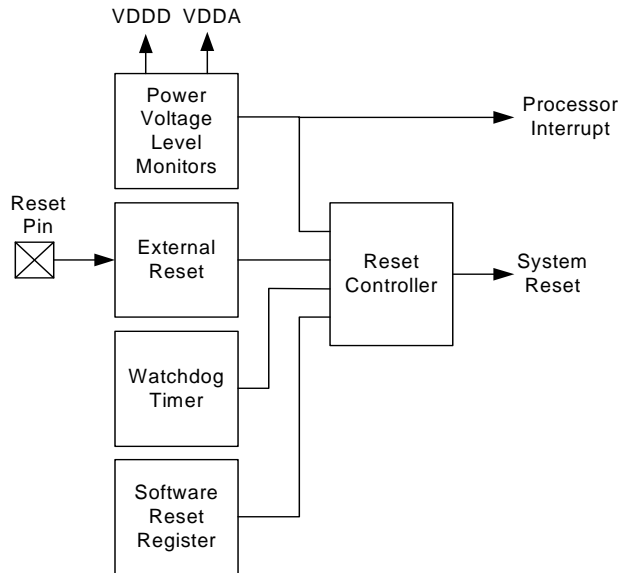 VDDD VDDA
Power
Voltage
Level
Monitors
Processor
Interrupt
Reset
Pin
External
Reset
Reset
Controller
System
Reset
Watchdog
Timer
Software
Reset
Register